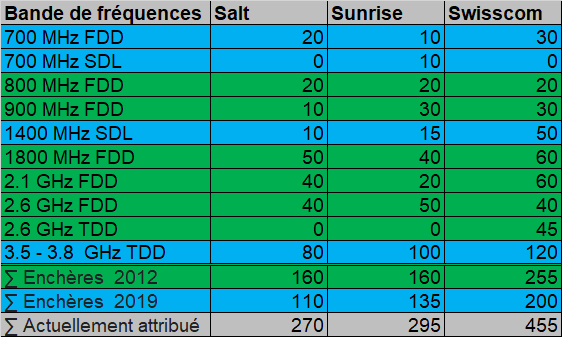 Bande de fréquences Salt Sunrise Swisscom
700 MHz FDD 20 10 30
700 MHz SDL 0 10 0
800 MHz FDD 20 20 20
900 MHz FDD 10 30 30
1400 MHz SDL 10 15 50
1800 MHz FDD 50 40 60
2.1 GHz FDD 40 20 60
2.6 GHz FDD 40 50 40
2.6 GHz TDD 0 0 45
3.5 - 3.8  GHz TDD 80 100 120
∑ Enchères  2012 160 160 255
∑ Enchères  2019 110 135 200
∑ Actuellement attribué 270 295 455